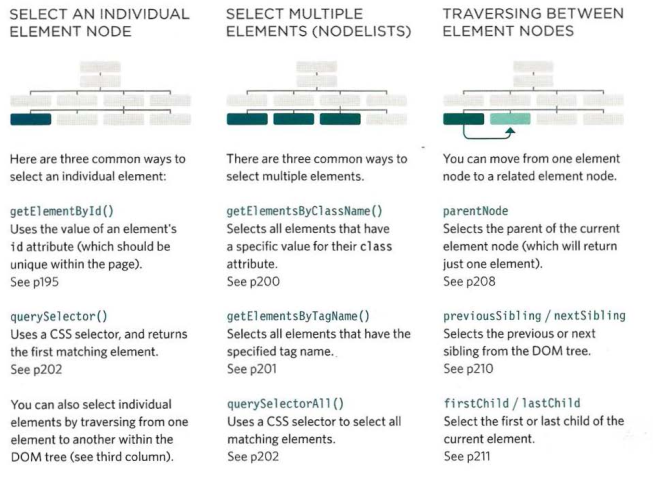 SELECT AN INDIVIDUAL
ELEMENT NODE
Here are three common ways to
select an individual element:
getElementById()
Uses the value of an element's
id attribute (which should be
unique within the page).
See p195
querySelector()
Uses a CSS selector, and returns
the first matching element.
See p202
You can also select individual
elements by traversing from one
element to another within the
DOM tree (see third column).
SELECT MULTIPLE
ELEMENTS (NODELISTS)
There are three common ways to
select multiple elements.
getElementsByClassName()
Selects all elements that have
a specific value for their class
attribute.
See p200
getElementsByTagName()
Selects all elements that have the
specified tag name.
See p201
querySelectorAll()
Uses a CSS selector to select all
matching elements.
See p202
TRAVERSING BETWEEN
ELEMENT NODES
You can move from one element
node to a related element node.
parentNode
Selects the parent of the current
element node (which will return
just one element).
See p208
previousSibling / nextSibling
Selects the previous or next
sibling from the DOM tree.
See p210
firstChild / lastChild
Select the first or last child of the
current element.
See p211